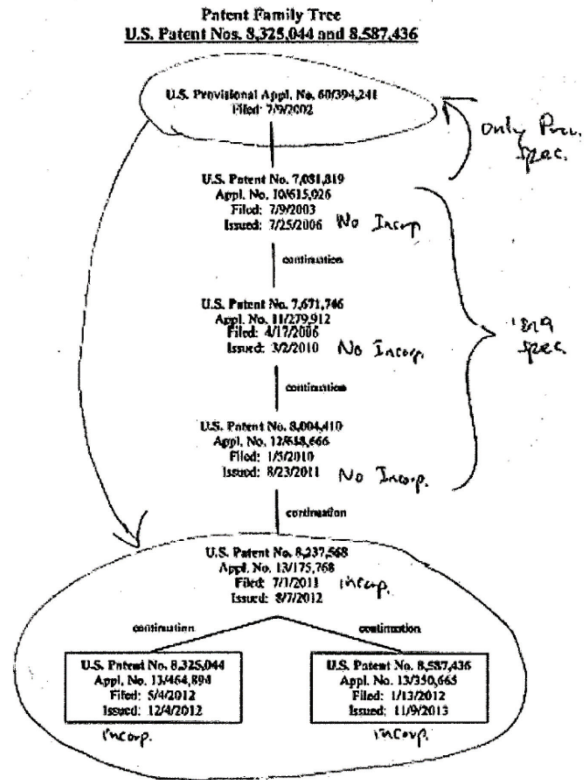 Patent Family Tree
U.S. Patent Nos. 8,325,044 and 8,587,436
U.S. Provisional Appl. No. 60/394,241
Filed: 7/9/2002
only Prov.
spec.
U.S. Patent No. 7,081,819
Appl. No. 10/615,026
Filed: 7/9/2003
Issued: 7/25/2006 No Incorp
continuation
U.S. Patent No. 7,671,746
Appl. No. 11/279,912
Filed: 4/17/2006
Issued: 3/2/2010 No Incorp.
'819
spec.
U.S. Patent No. 8,004,410
Appl. No. 12/618,666
Filed: 1/5/2010
Issued: 8/23/2011 No Incorp.
continuation
U.S. Patent No. 8,237,568
Appl. No. 13/175,768
Filed: 7/1/2011 incorp.
Issued: 8/7/2012
continuation continuation
U.S. Patent No. 8,325,044
Appl. No. 13/464,894
Filed: 5/4/2012
Issued: 12/4/2012
incorp.
U.S. Patent No. 8,587,436
Appl. No. 13/350,665
Filed: 1/13/2012
Issued: 11/9/2013
incorp.